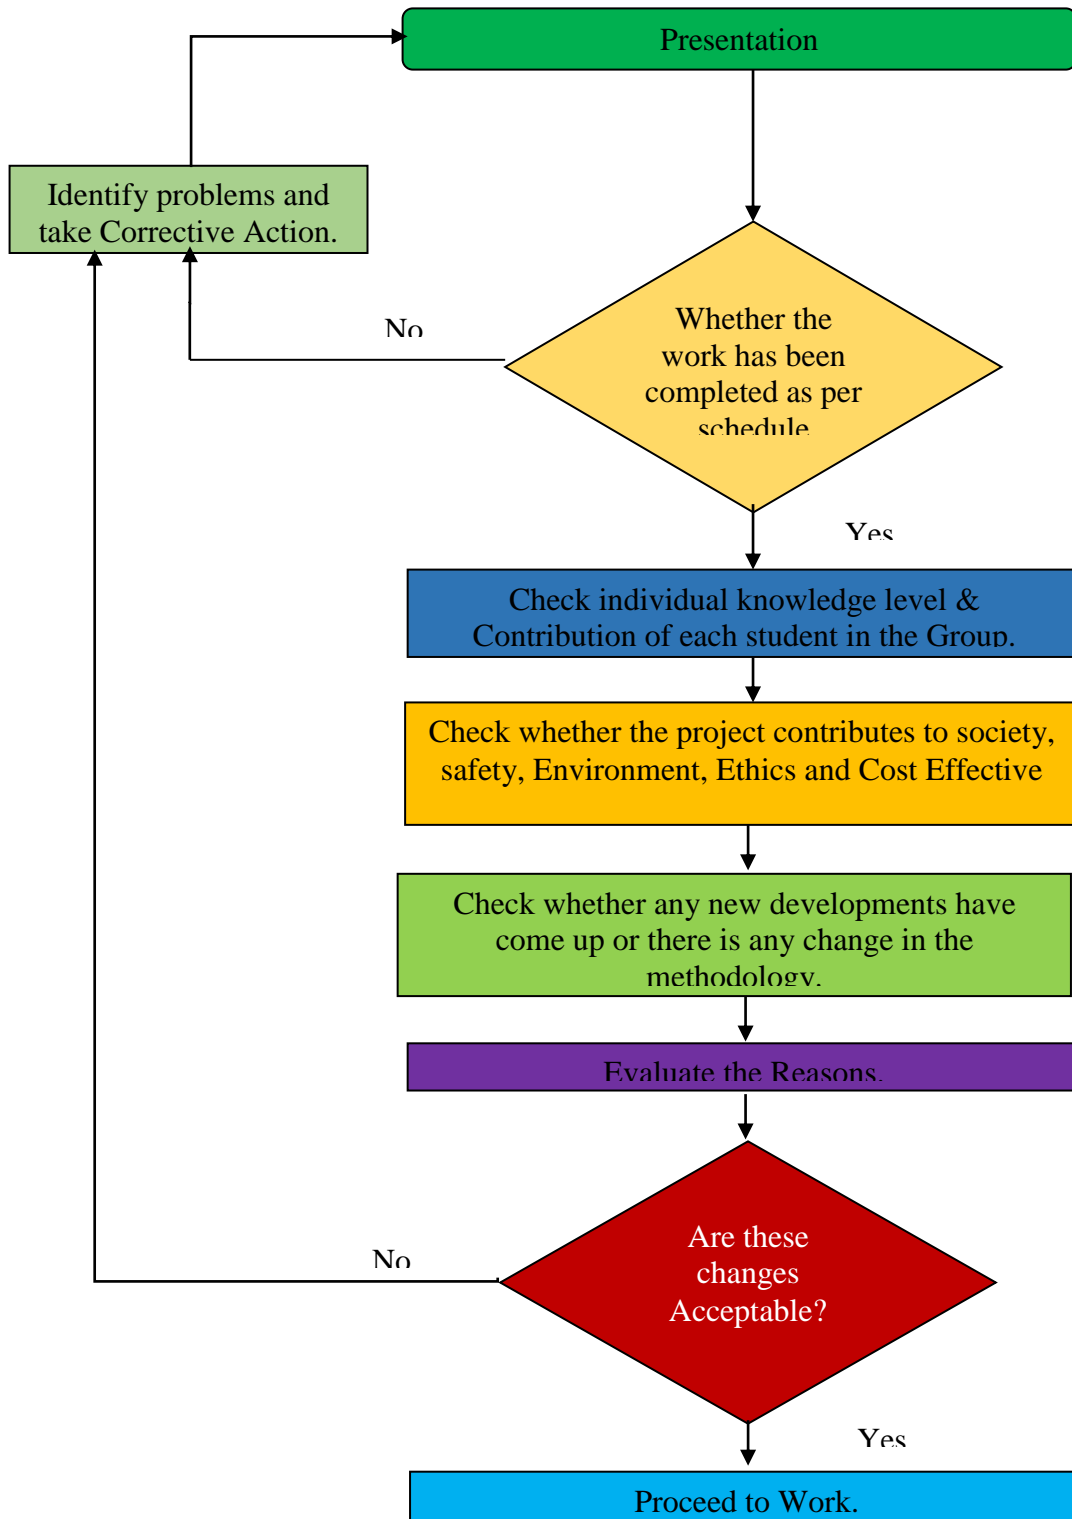 Presentation
Identify problems and
take Corrective Action.
No
Whether the
work has been
completed as per
schedule
Yes
Check individual knowledge level &
Contribution of each student in the Group.
Check whether the project contributes to society,
safety, Environment, Ethics and Cost Effective
Check whether any new developments have
come up or there is any change in the
methodology.
Evaluate the Reasons.
No
Are these
changes
Acceptable?
Yes
Proceed to Work.